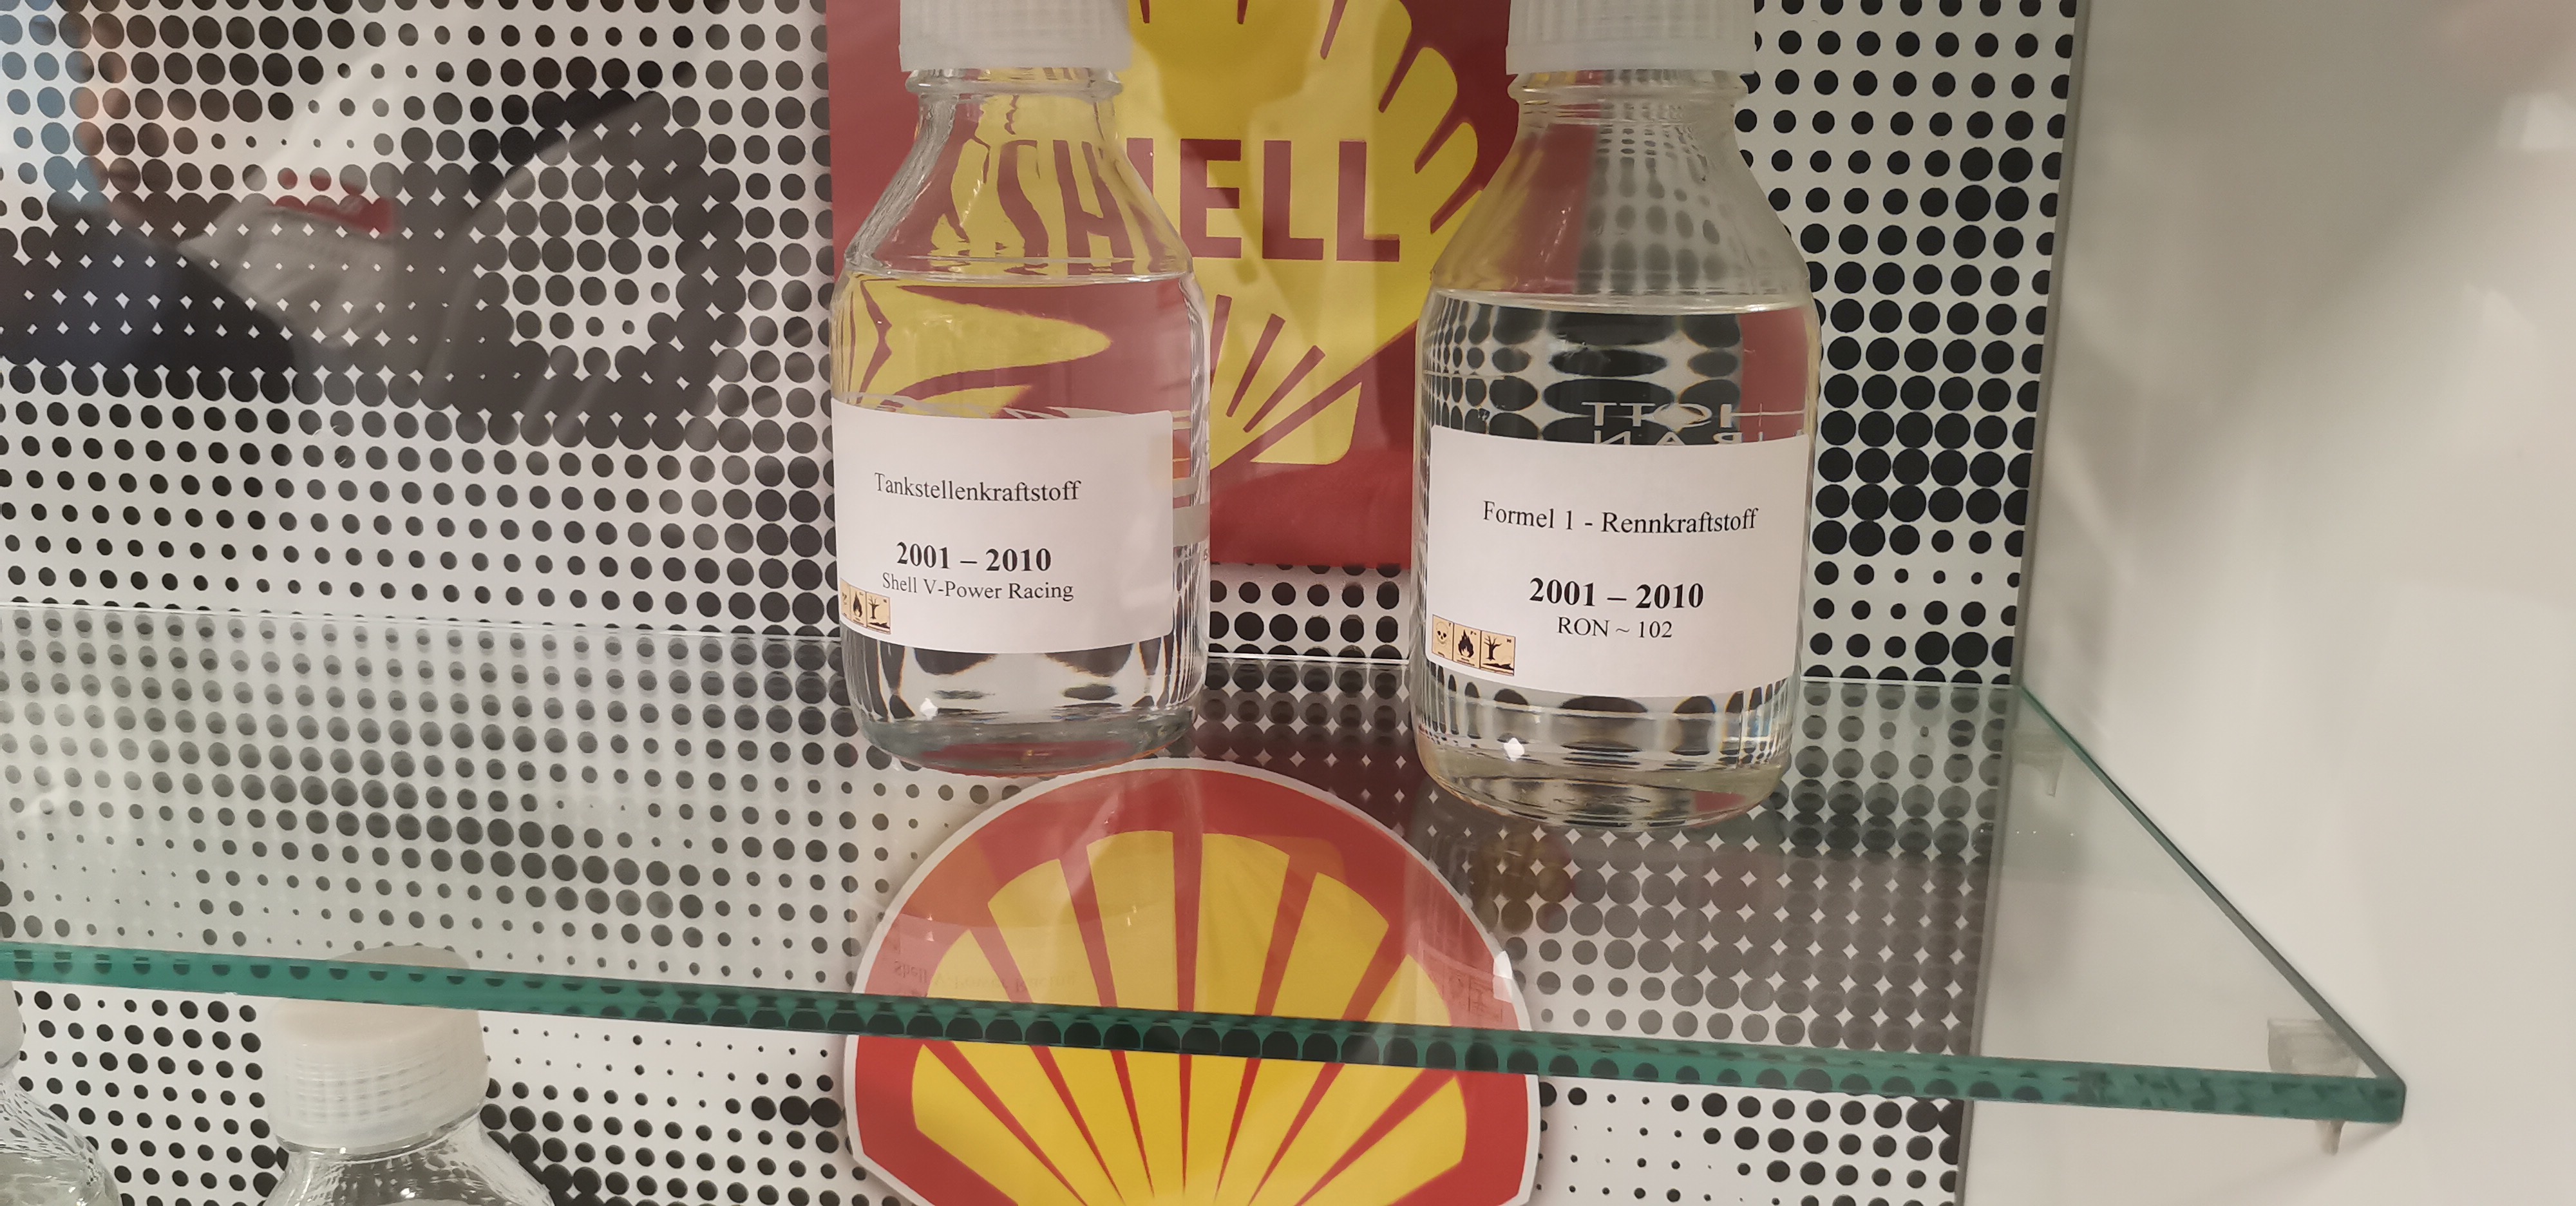 SHELL
Tankstellenkraftstoff
2001 – 2010
Shell V-Power Racing
Formel 1 - Rennkraftstoff
2001 – 2010
RON ~ 102